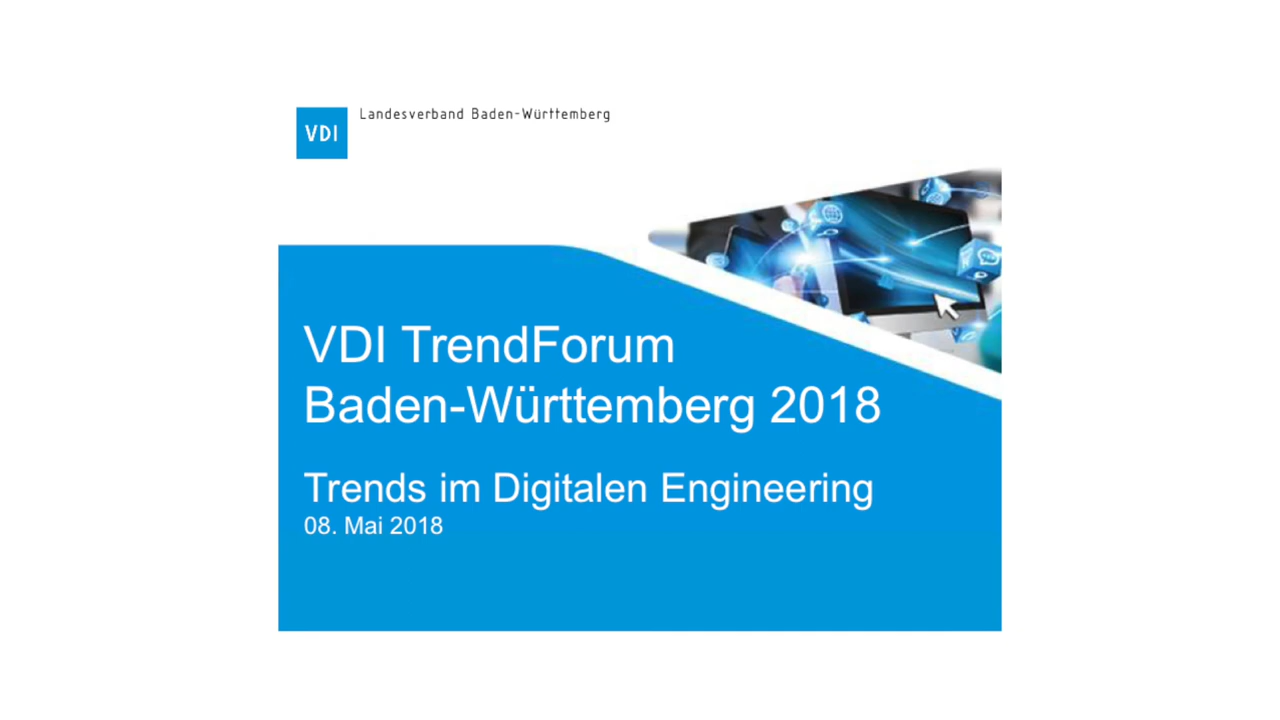 VDI
Landesverband Baden-Württemberg
VDI TrendForum
Baden-Württemberg 2018
Trends im Digitalen Engineering
08. Mai 2018